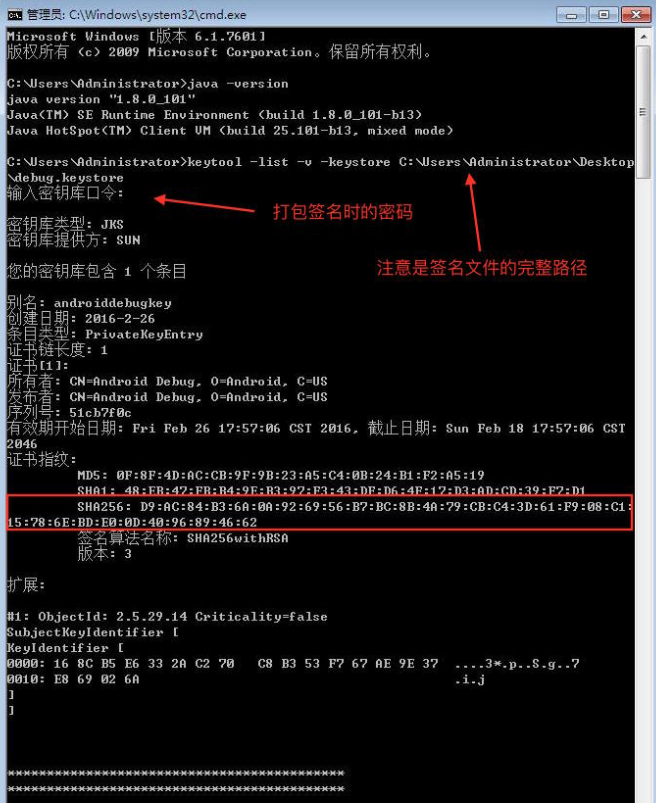 管理员: C:\Windows\system32\cmd.exe
Microsoft Windows [版本 6.1.7601]
版权所有 (c) 2009 Microsoft Corporation。保留所有权利。
C:\Users\Administrator>java -version
java version "1.8.0_101"
Java(TM) SE Runtime Environment (build 1.8.0_101-b13)
Java HotSpot(TM) Client VM (build 25.101-b13, mixed mode)
C:\Users\Administrator>keytool -list -v -keystore C:\Users\Administrator\Desktop
\debug.keystore
输入密钥库口令:
打包签名时的密码
密钥库类型: JKS
密钥库提供方: SUN
注意是签名文件的完整路径
您的密钥库包含 1 个条目
别名: androiddebugkey
创建日期: 2016-2-26
条目类型: PrivateKeyEntry
证书链长度: 1
证书[1]:
所有者: CN=Android Debug, O=Android, C=US
发布者: CN=Android Debug, O=Android, C=US
序列号: 51cb7f0c
有效期开始日期: Fri Feb 26 17:57:06 CST 2016, 截止日期: Sun Feb 18 17:57:06 CST
2046
证书指纹:
MD5: 0F:8F:4D:AC:CB:9F:9B:23:A5:C4:0B:24:B1:F2:A5:19
SHA1: 48:EB:47:FB:B4:9E:B3:97:F3:43:DF:D6:4F:17:D3:AD:CD:39:F7:D1
SHA256: D9:AC:84:B3:6A:0A:92:69:56:B7:BC:8B:4A:79:CB:C4:3D:61:F9:08:C1:
15:78:6E:BD:E0:0D:40:96:89:46:62
签名算法名称: SHA256withRSA
版本: 3
扩展:
#1: ObjectId: 2.5.29.14 Criticality=false
SubjectKeyIdentifier [
KeyIdentifier [
0000: 16 8C B5 E6 33 2A C2 70 C8 B3 53 F7 67 AE 9E 37 ....3*.p..S.g..7
0010: E8 69 02 6A .i.j
]
]
*******************************************
*******************************************